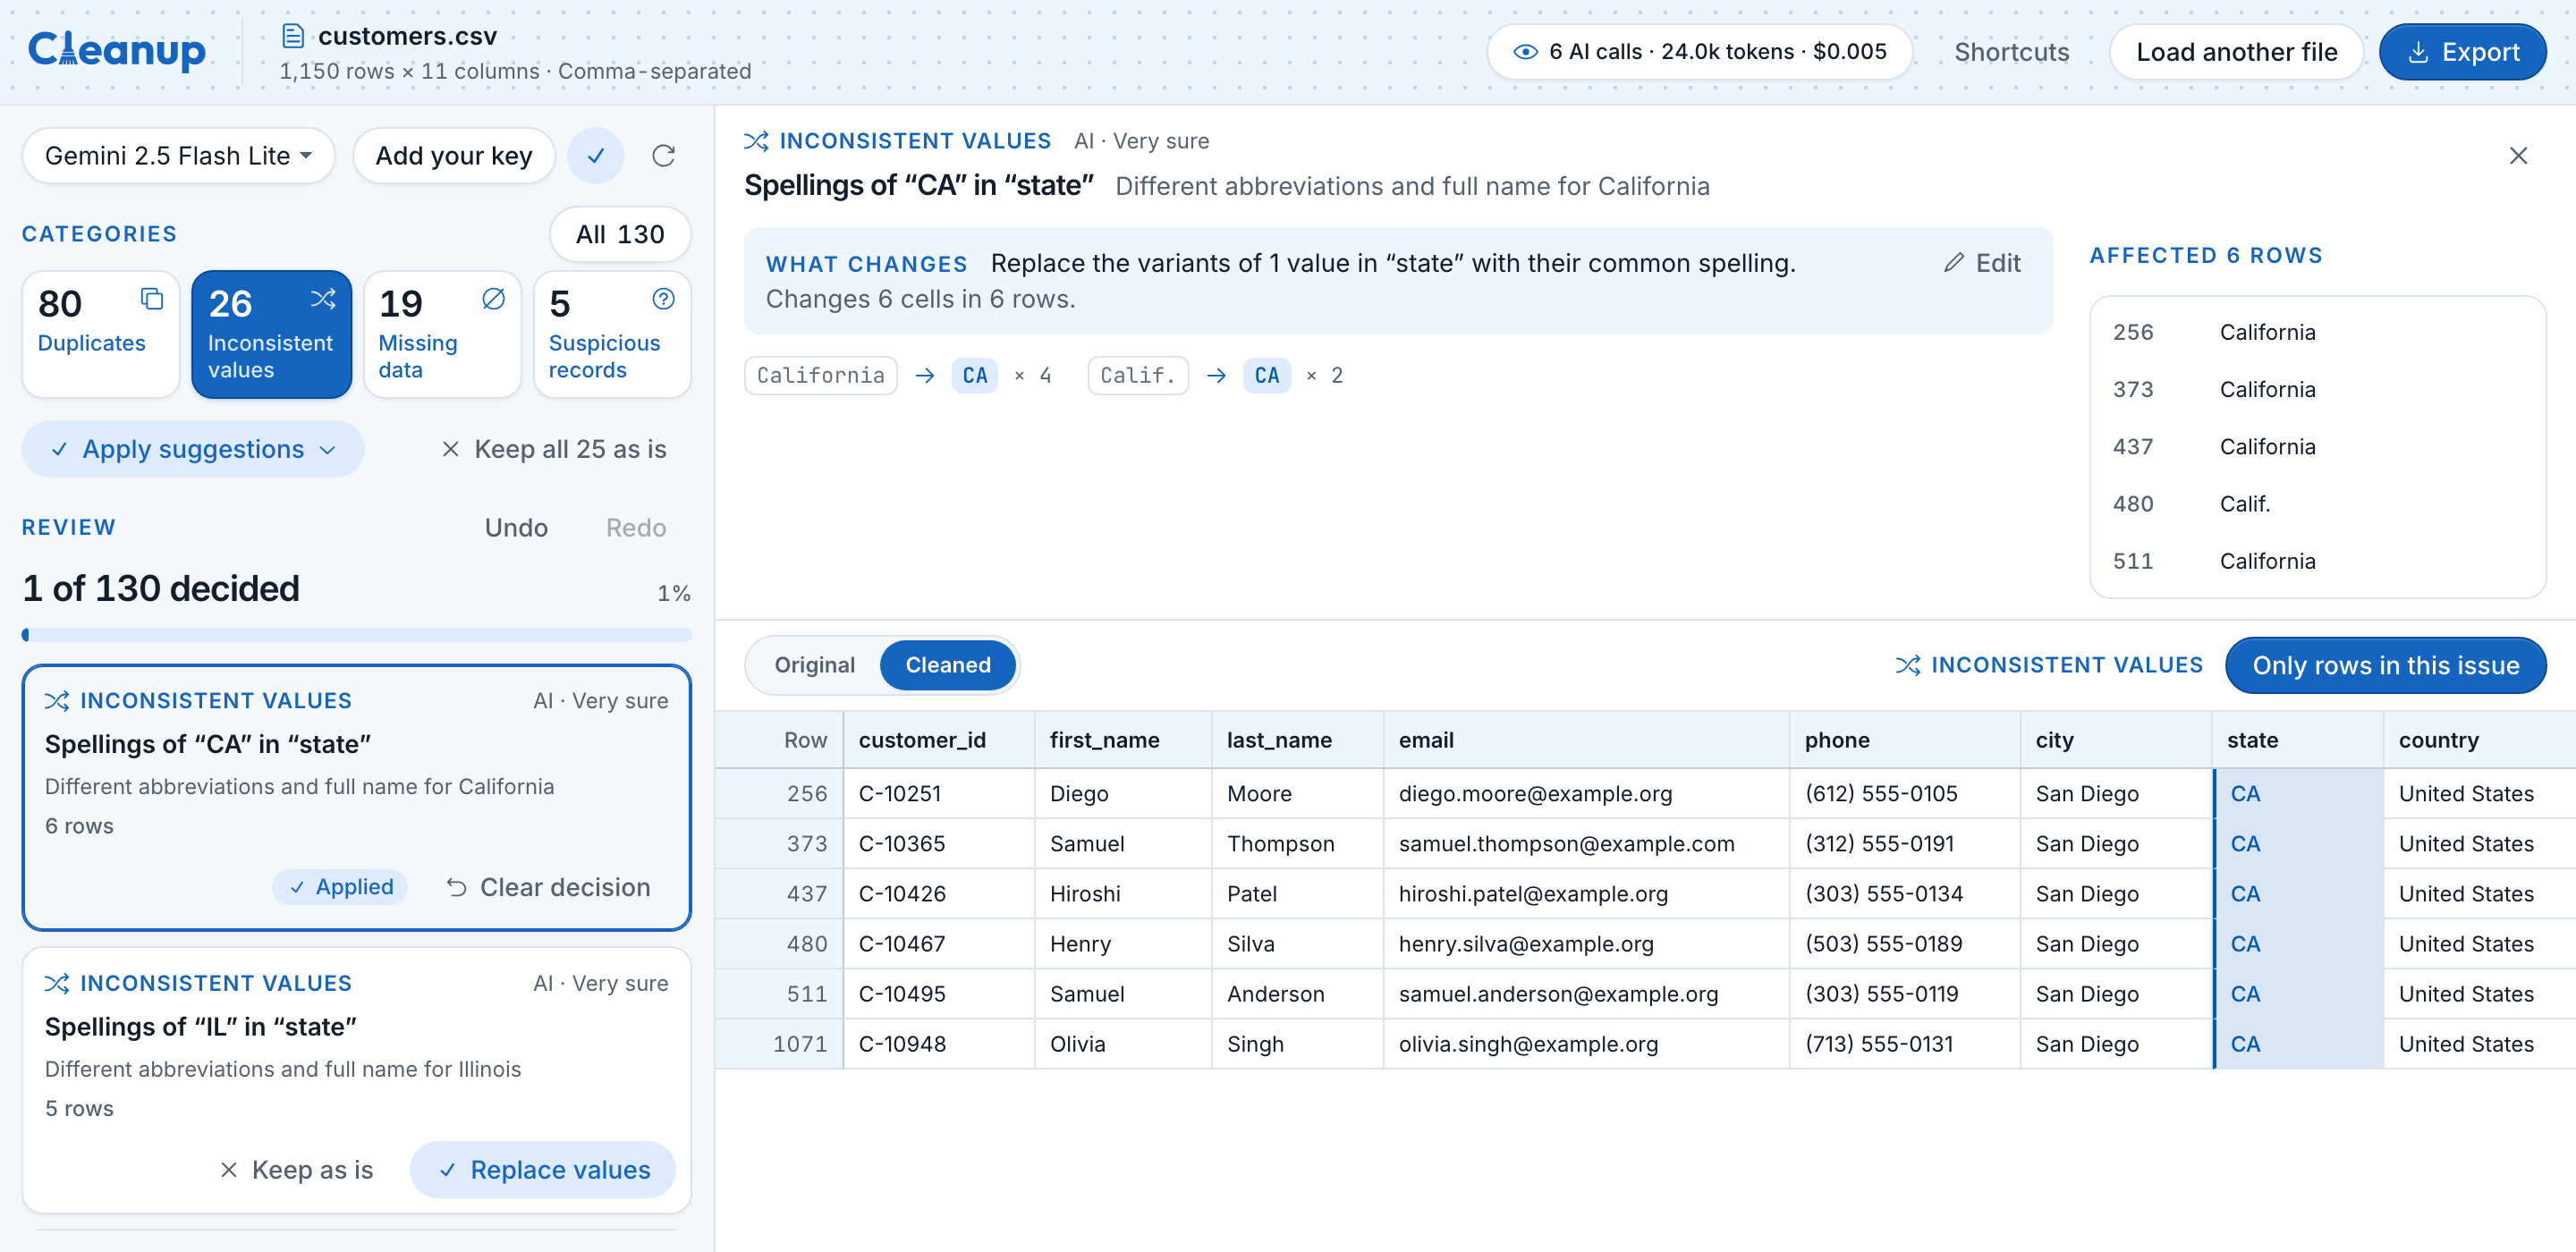 Cleanup
customers.csv
1,150 rows × 11 columns · Comma-separated
6 AI calls · 24.0k tokens · $0.005
Shortcuts
Load another file
Export
Gemini 2.5 Flash Lite
Add your key
CATEGORIES
All 130
80
Duplicates
26
Inconsistent
values
19
Missing
data
5
Suspicious
records
Apply suggestions
Keep all 25 as is
REVIEW
Undo
Redo
1 of 130 decided
1%
INCONSISTENT VALUES
AI · Very sure
Spellings of “CA” in “state”
Different abbreviations and full name for California
6 rows
Applied
Clear decision
INCONSISTENT VALUES
AI · Very sure
Spellings of “IL” in “state”
Different abbreviations and full name for Illinois
5 rows
Keep as is
Replace values
INCONSISTENT VALUES AI · Very sure
Spellings of “CA” in “state” Different abbreviations and full name for California
WHAT CHANGES Replace the variants of 1 value in “state” with their common spelling.
Changes 6 cells in 6 rows.
Edit
California → CA × 4 Calif. → CA × 2
AFFECTED 6 ROWS
256 California
373 California
437 California
480 Calif.
511 California
Original
Cleaned
INCONSISTENT VALUES
Only rows in this issue
Row customer_id first_name last_name email phone city state country
256 C-10251 Diego Moore diego.moore@example.org (612) 555-0105 San Diego CA United States
373 C-10365 Samuel Thompson samuel.thompson@example.com (312) 555-0191 San Diego CA United States
437 C-10426 Hiroshi Patel hiroshi.patel@example.org (303) 555-0134 San Diego CA United States
480 C-10467 Henry Silva henry.silva@example.org (503) 555-0189 San Diego CA United States
511 C-10495 Samuel Anderson samuel.anderson@example.org (303) 555-0119 San Diego CA United States
1071 C-10948 Olivia Singh olivia.singh@example.org (713) 555-0131 San Diego CA United States